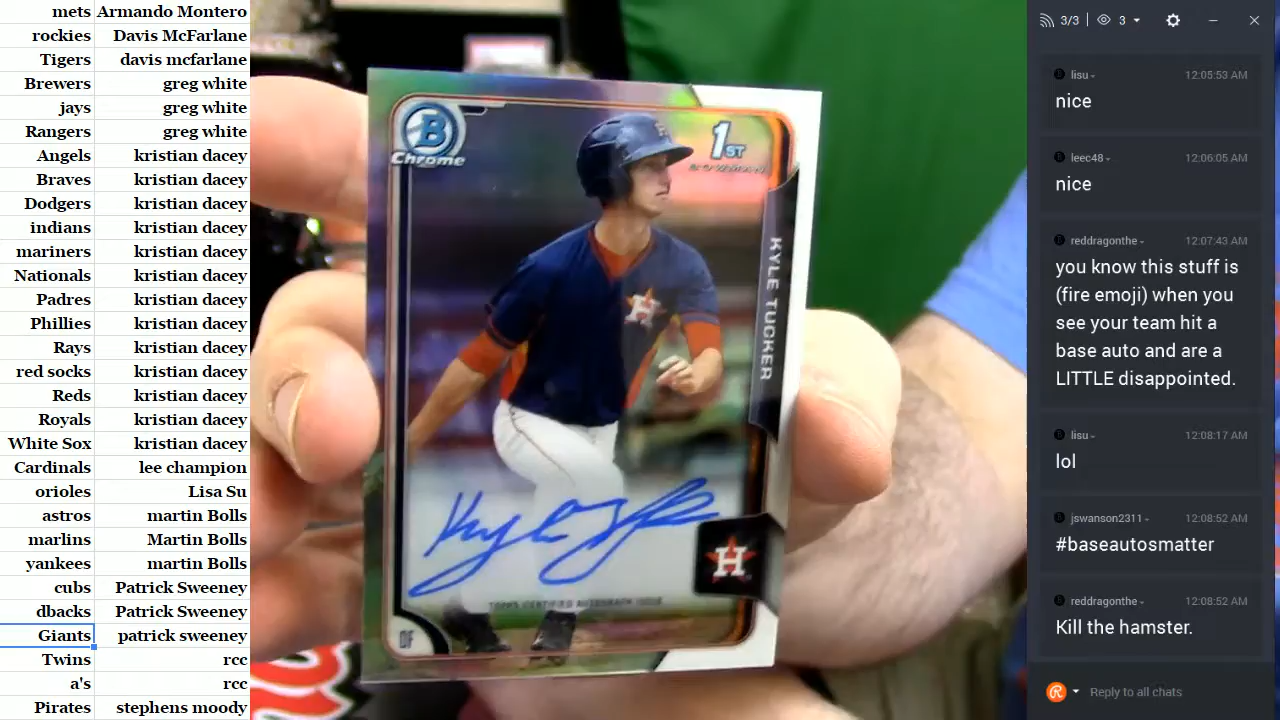 mets Armando Montero
rockies Davis McFarlane
Tigers davis mcfarlane
Brewers greg white
jays greg white
Rangers greg white
Angels kristian dacey
Braves kristian dacey
Dodgers kristian dacey
indians kristian dacey
mariners kristian dacey
Nationals kristian dacey
Padres kristian dacey
Phillies kristian dacey
Rays kristian dacey
red socks kristian dacey
Reds kristian dacey
Royals kristian dacey
White Sox kristian dacey
Cardinals lee champion
orioles Lisa Su
astros martin Bolls
marlins Martin Bolls
yankees martin Bolls
cubs Patrick Sweeney
dbacks Patrick Sweeney
Giants patrick sweeney
Twins rcc
a's rcc
Pirates stephens moody
B
Chrome
1ST
KYLE TUCKER
H
H
TOPPS CERTIFIED AUTOGRAPH ISSUE
OF
3/3 3
lisu 12:05:53 AM
nice
leec48 12:06:05 AM
nice
reddragonthe 12:07:43 AM
you know this stuff is
(fire emoji) when you
see your team hit a
base auto and are a
LITTLE disappointed.
lisu 12:08:17 AM
lol
jswanson2311 12:08:52 AM
#baseautosmatter
reddragonthe 12:08:52 AM
Kill the hamster.
Reply to all chats